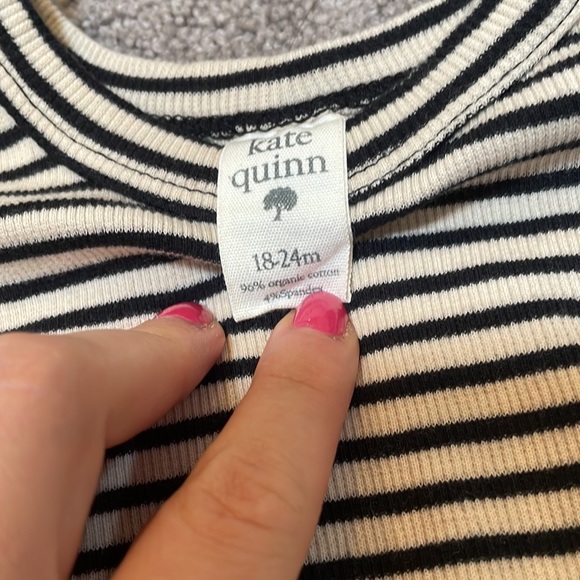 kate
quinn
18-24m
96% organic cotton
4%Spandex